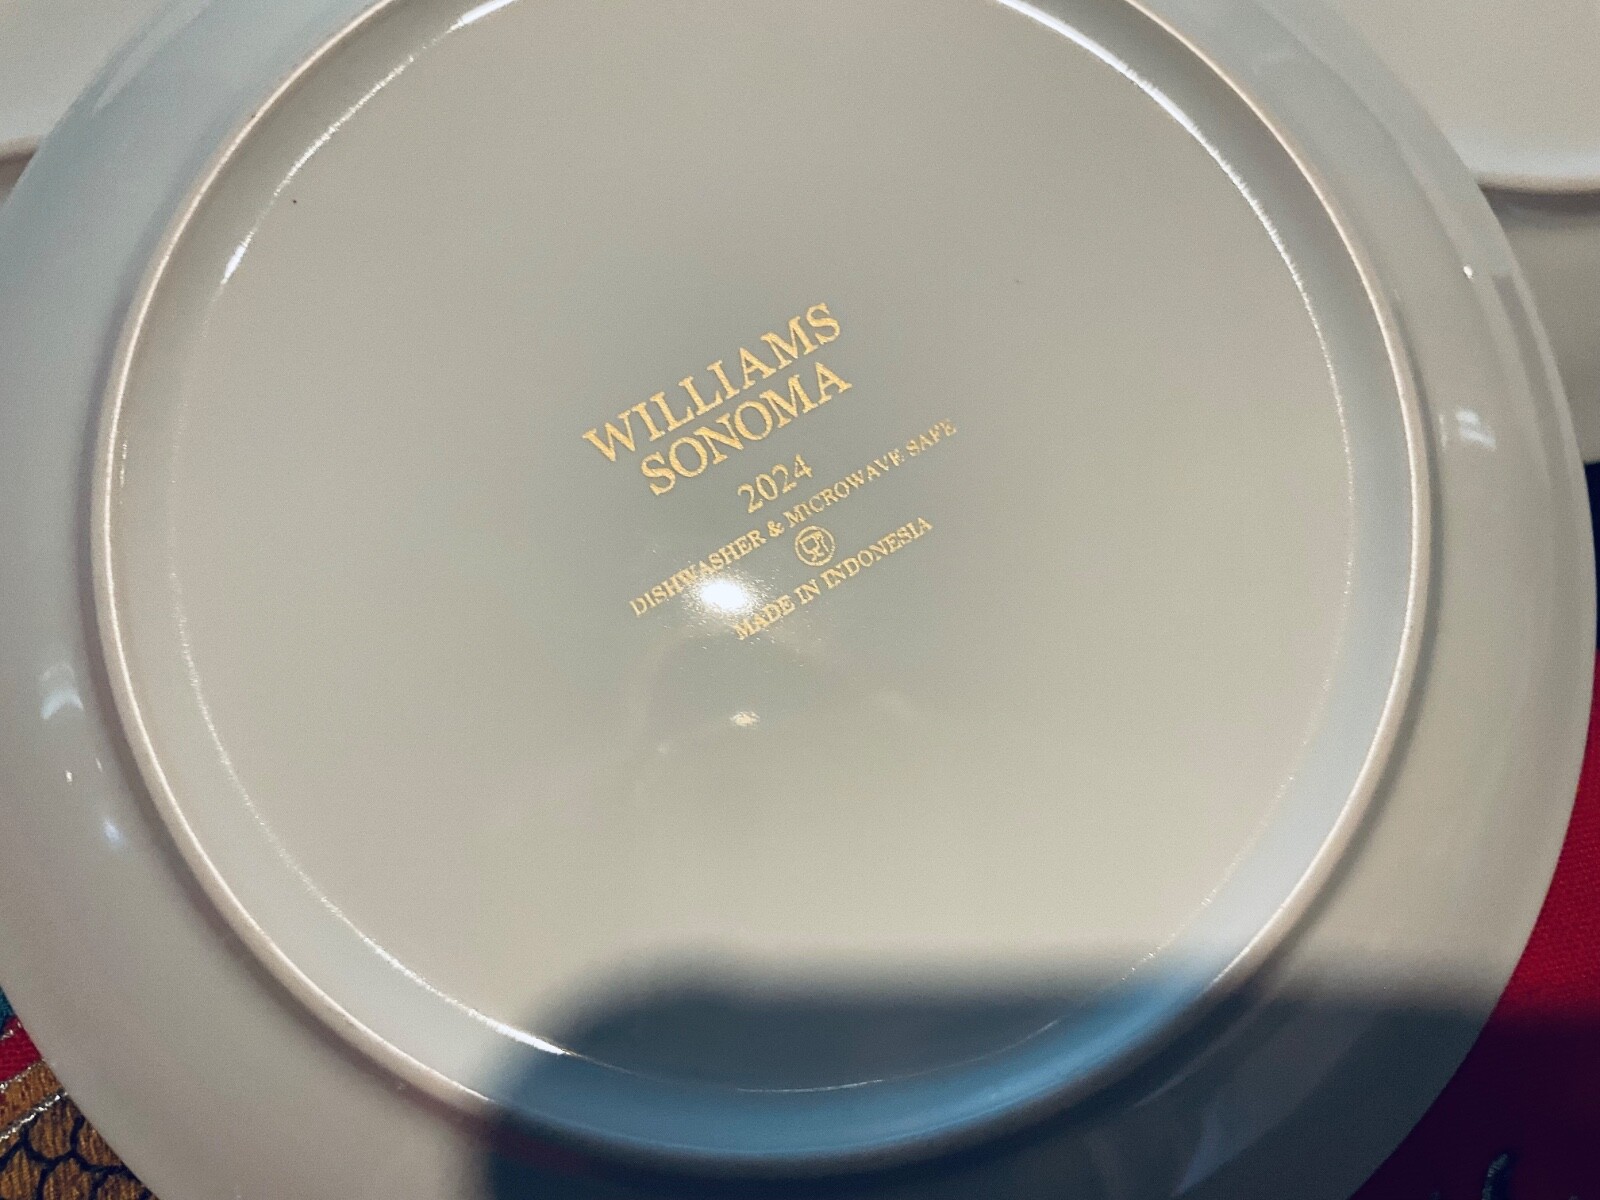 WILLIAMS
SONOMA
2024
DISHWASHER & MICROWAVE SAFE
MADE IN INDONESIA